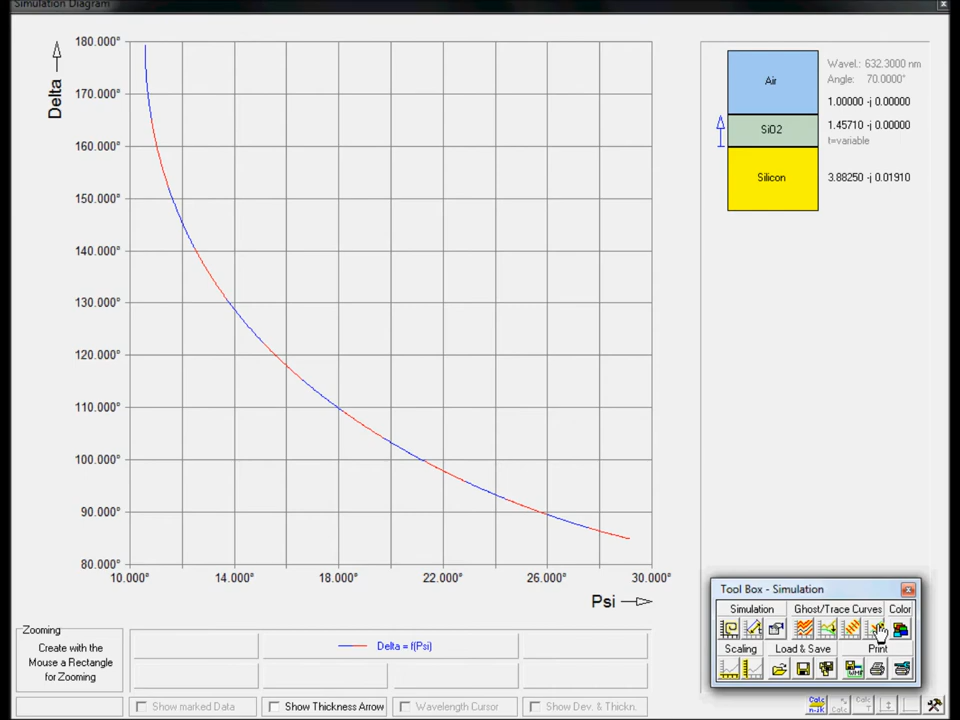 Simulation Diagram
180.000°
170.000°
160.000°
150.000°
140.000°
130.000°
120.000°
110.000°
100.000°
90.000°
80.000°
Delta
10.000°
14.000°
18.000°
22.000°
26.000°
30.000°
Psi
Air
SiO2
Silicon
Wavel.: 632.3000 nm
Angle: 70.0000°
1.00000 -j 0.00000
1.45710 -j 0.00000
t=variable
3.88250 -j 0.01910
Tool Box - Simulation
Simulation
Ghost/Trace Curves
Color
Scaling
Load & Save
Print
Zooming
Create with the
Mouse a Rectangle
for Zooming
Delta = f(Psi)
Show marked Data
Show Thickness Arrow
Wavelength Cursor
Show Dev. & Thickn.
Calc
n-jk